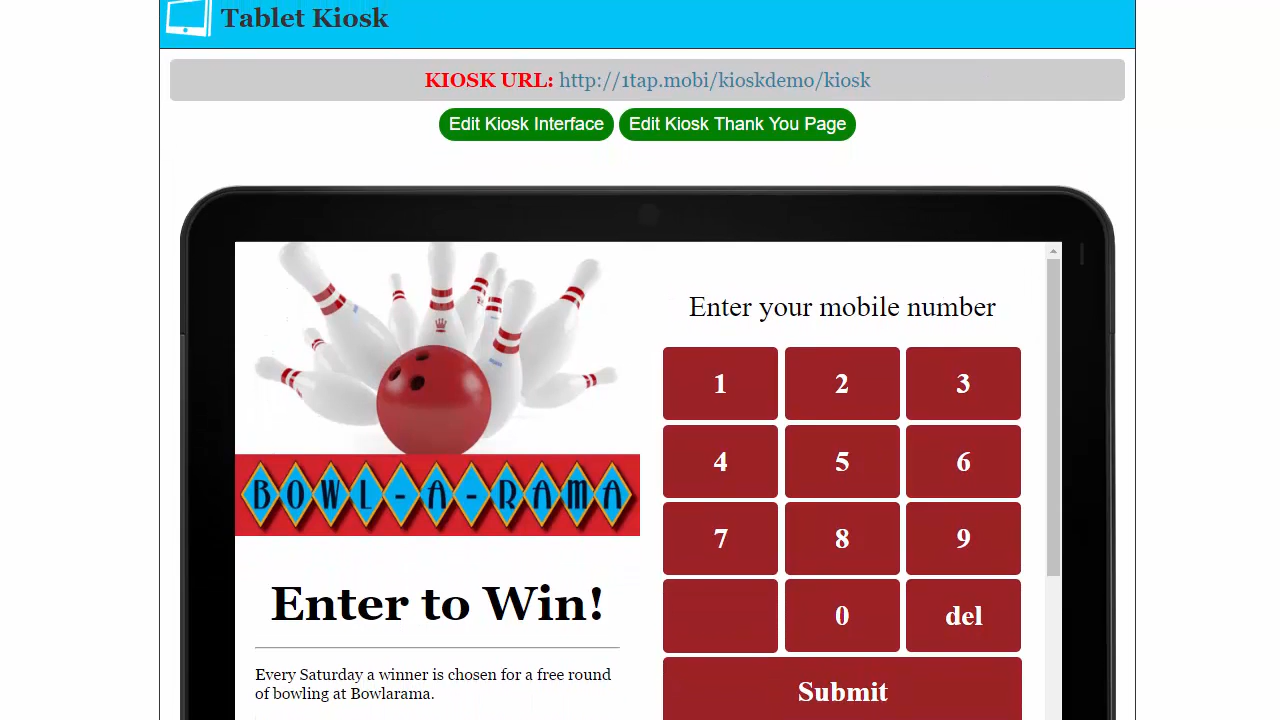 Tablet Kiosk
KIOSK URL: http://1tap.mobi/kioskdemo/kiosk
Edit Kiosk Interface Edit Kiosk Thank You Page
BOWL-A-RAMA
Enter to Win!
Every Saturday a winner is chosen for a free round
of bowling at Bowlarama.
Enter your mobile number
1 2 3
4 5 6
7 8 9
0 del
Submit